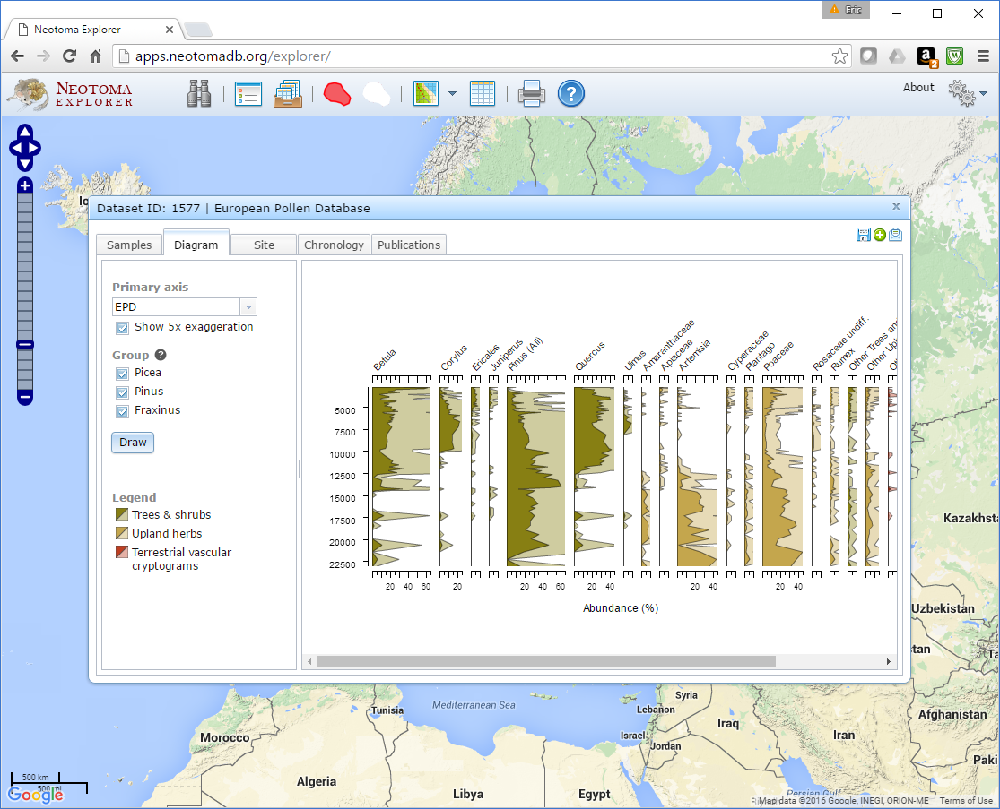 Eric
Neotoma Explorer
apps.neotomadb.org/explorer/
a
2
M
NEOTOMA
EXPLORER
?
About
Dataset ID: 1577 | European Pollen Database
x
Samples
Diagram
Site
Chronology
Publications
Primary axis
EPD
Show 5x exaggeration
Group ?
Picea
Pinus
Fraxinus
Draw
Legend
Trees & shrubs
Upland herbs
Terrestrial vascular
cryptograms
Betula
Corylus
Ericales
Juniperus
Pinus (All)
Quercus
Ulmus
Amaranthaceae
Apiaceae
Artemisia
Cyperaceae
Plantago
Poaceae
Rosaceae undiff.
Rumex
Other Trees and
Other Upl
Ot
5000
7500
10000
12500
15000
17500
20000
22500
20 40 60
20
20 40 60
20 40
20 40
20 40
Abundance (%)
Kazakhsta
Uzbekistan
Afghanistan
Paki
Tunisia
Mediterranean Sea
Syria
Lebanon
Iraq
Iran
Israel
Jordan
Morocco
Algeria
Libya
Egypt
Persian Gulf
500 km
500 mi
Google
Map data ©2016 Google, INEGI, ORION-ME
Terms of Use